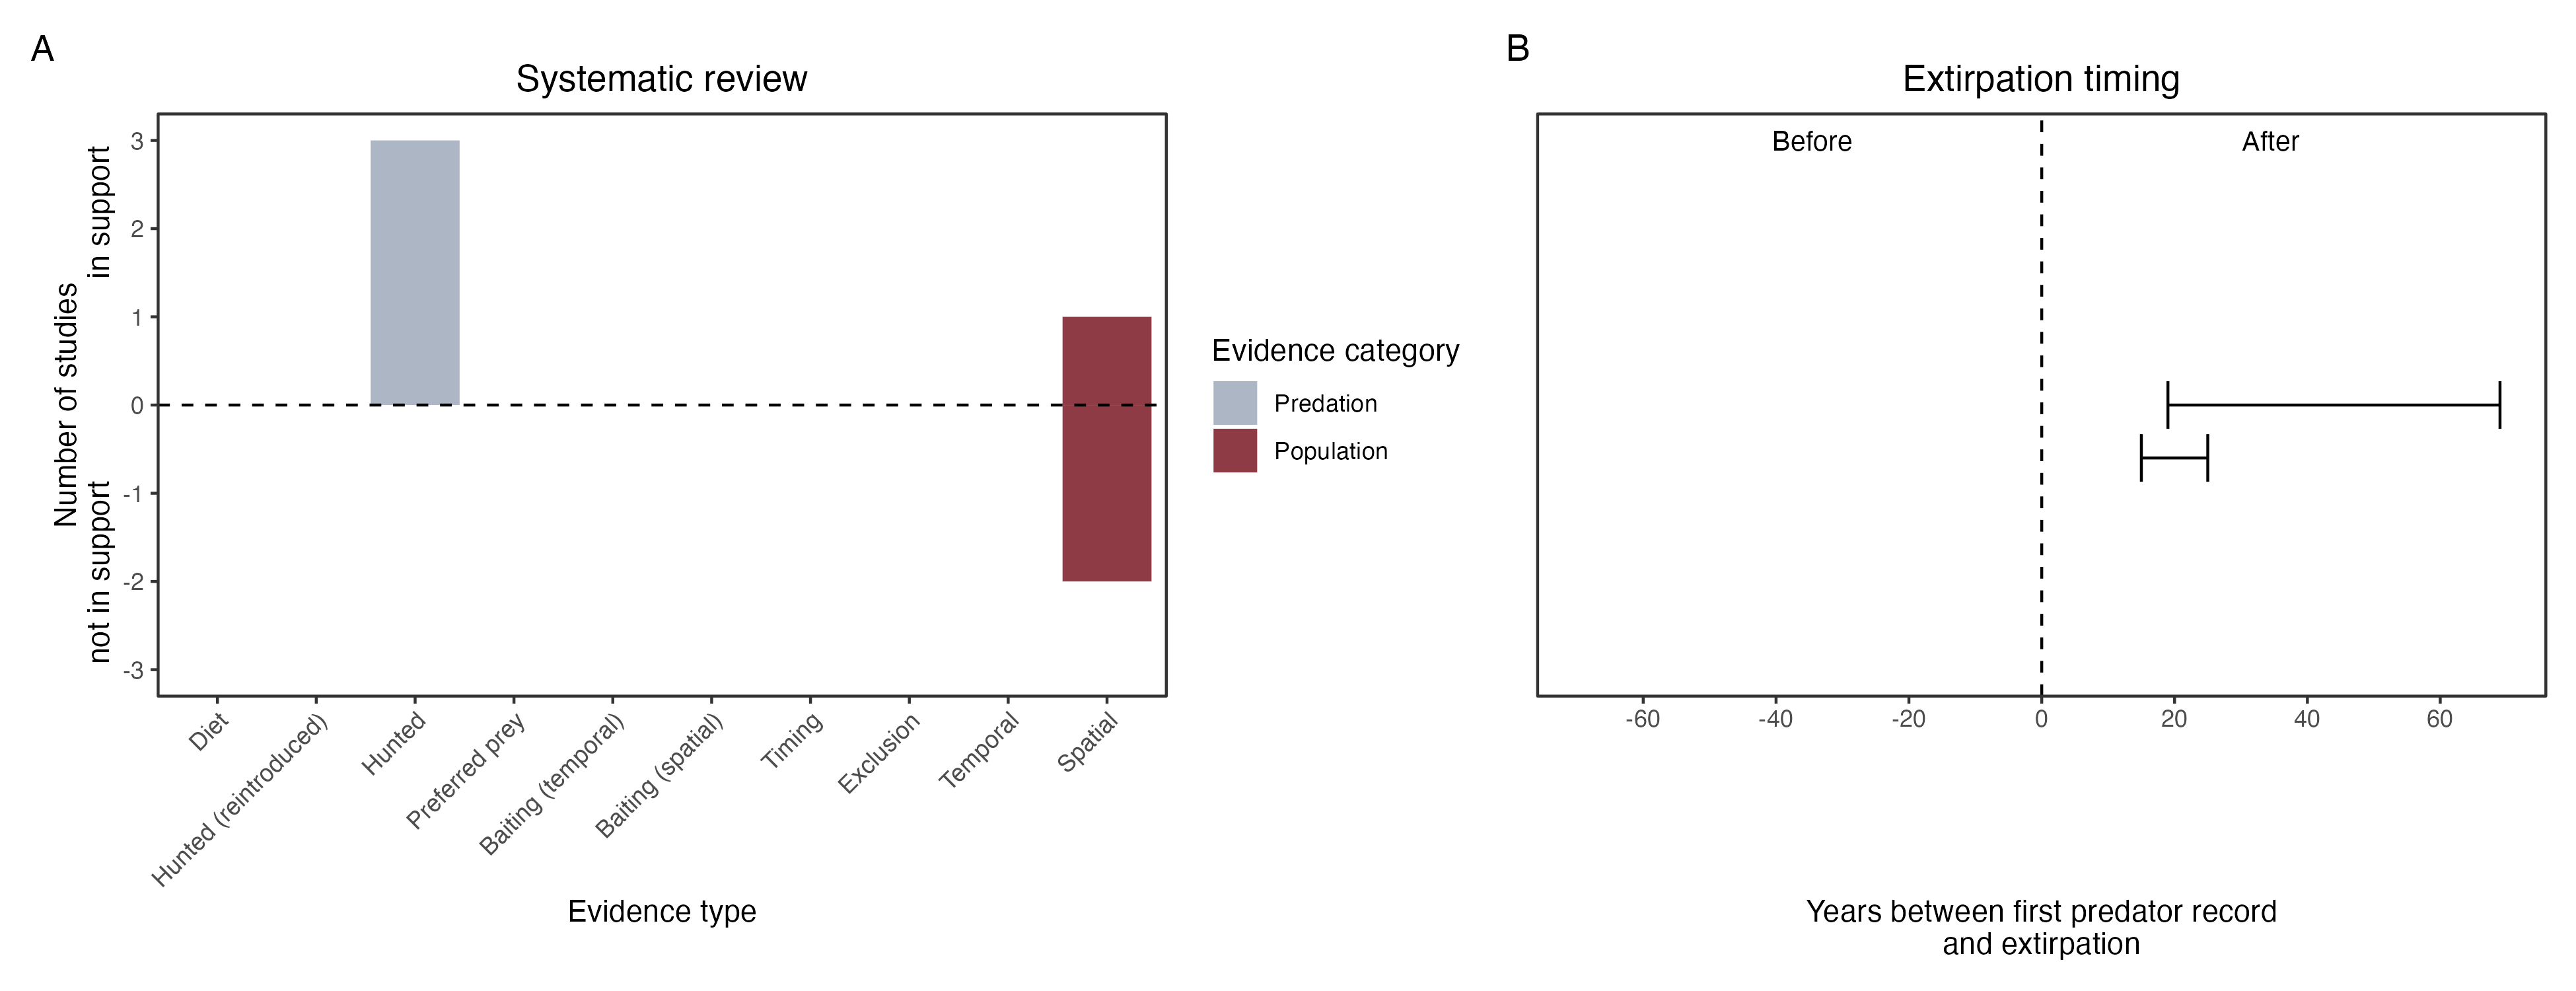 A
Systematic review
Number of studies
in support
not in support
3
2
1
0
-1
-2
-3
Diet
Hunted (reintroduced)
Hunted
Preferred prey
Baiting (temporal)
Baiting (spatial)
Timing
Exclusion
Temporal
Spatial
Evidence type
Evidence category
Predation
Population
B
Extirpation timing
Before
After
-60
-40
-20
0
20
40
60
Years between first predator record
and extirpation